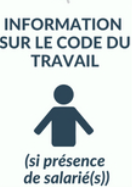 INFORMATION
SUR LE CODE DU
TRAVAIL
(si présence
de salarié(s))